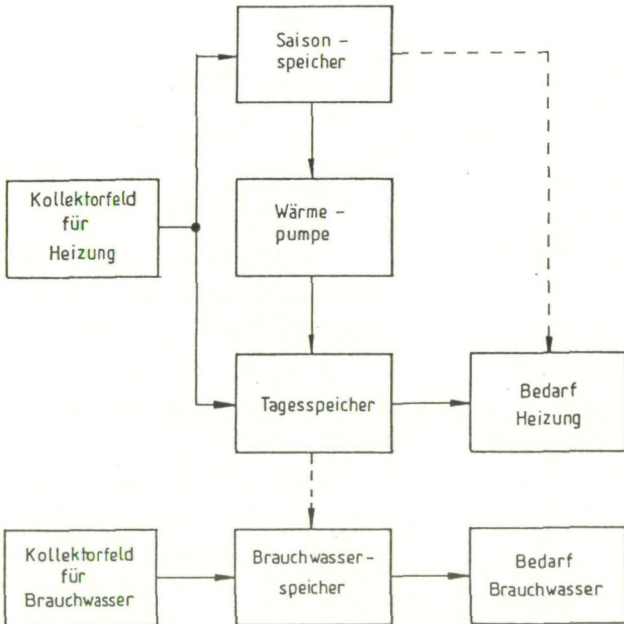 Saison -
speicher
Kollektorfeld
für
Heizung
Wärme -
pumpe
Tagesspeicher
Bedarf
Heizung
Kollektorfeld
für
Brauchwasser
Brauchwasser-
speicher
Bedarf
Brauchwasser